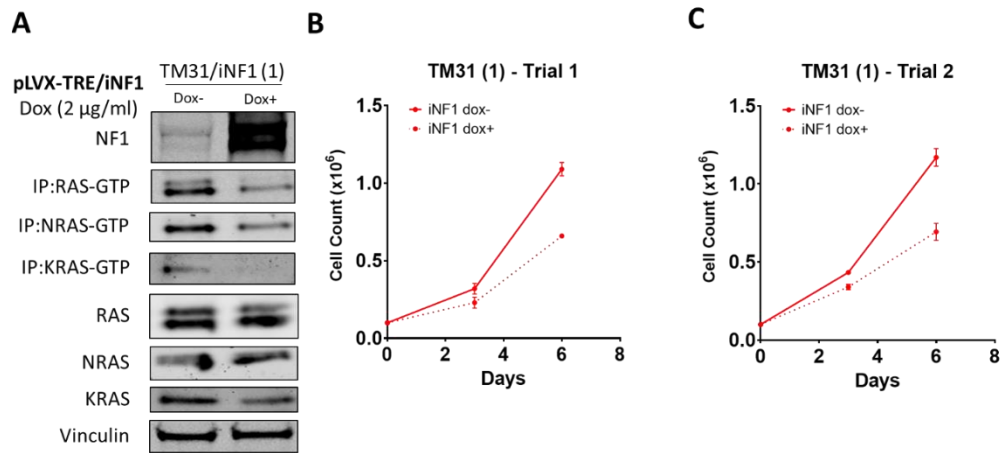 A
pLVX-TRE/iNF1
TM31/iNF1 (1)
Dox (2 µg/ml)
Dox-
Dox+
NF1
IP:RAS-GTP
IP:NRAS-GTP
IP:KRAS-GTP
RAS
NRAS
KRAS
Vinculin
B
TM31 (1) - Trial 1
iNF1 dox-
iNF1 dox+
Cell Count (x10⁶)
1.5
1.0
0.5
0.0
0 2 4 6 8
Days
C
TM31 (1) - Trial 2
iNF1 dox-
iNF1 dox+
Cell Count (x10⁶)
1.5
1.0
0.5
0.0
0 2 4 6 8
Days